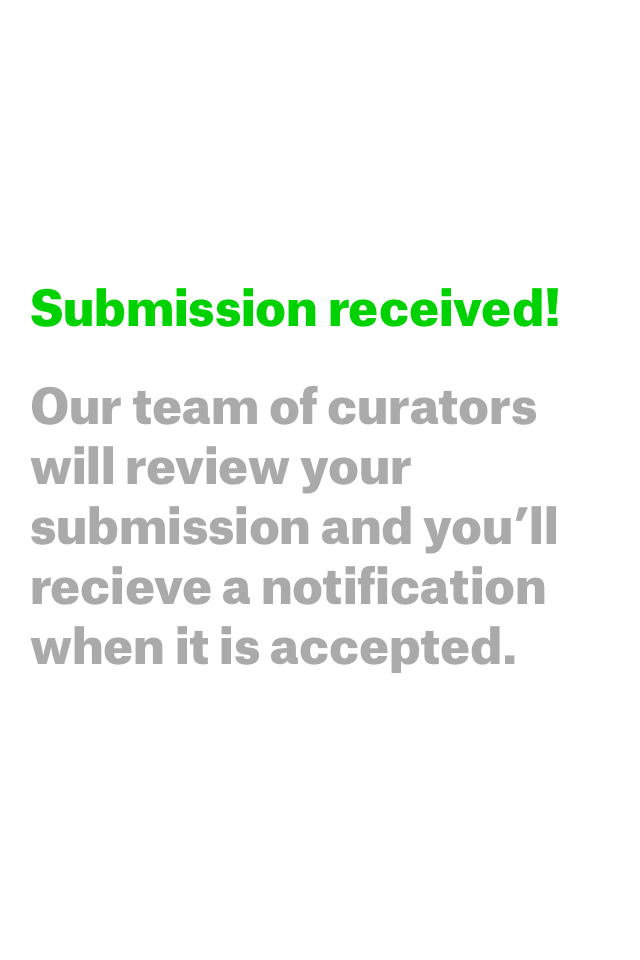 Submission received!
Our team of curators
will review your
submission and you’ll
recieve a notification
when it is accepted.